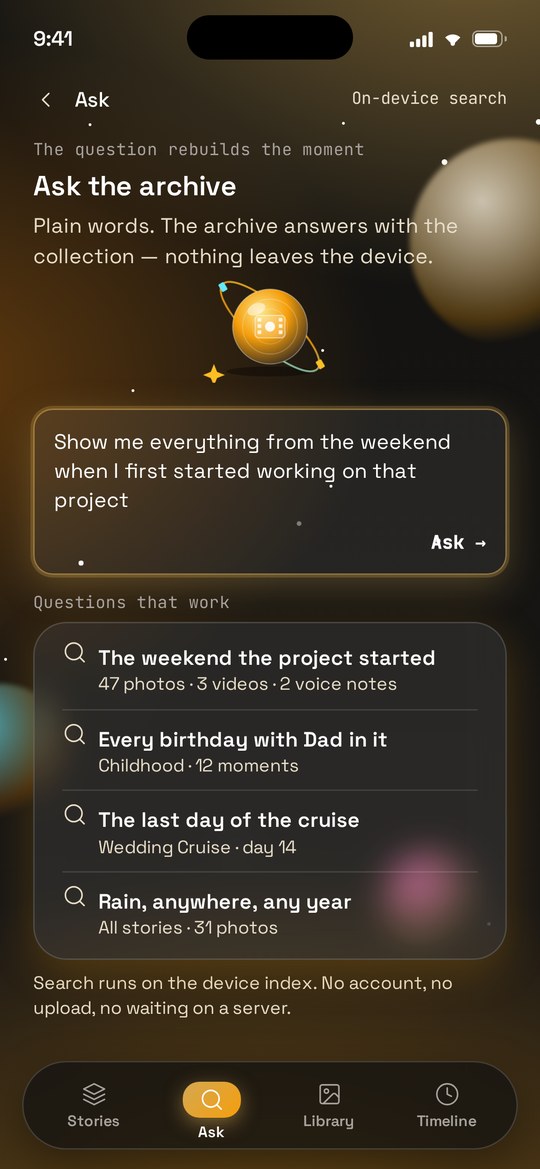 9:41
Ask
On-device search
The question rebuilds the moment
Ask the archive
Plain words. The archive answers with the
collection — nothing leaves the device.
Show me everything from the weekend
when I first started working on that
project
Ask →
Questions that work
The weekend the project started
47 photos · 3 videos · 2 voice notes
Every birthday with Dad in it
Childhood · 12 moments
The last day of the cruise
Wedding Cruise · day 14
Rain, anywhere, any year
All stories · 31 photos
Search runs on the device index. No account, no
upload, no waiting on a server.
Stories
Ask
Library
Timeline